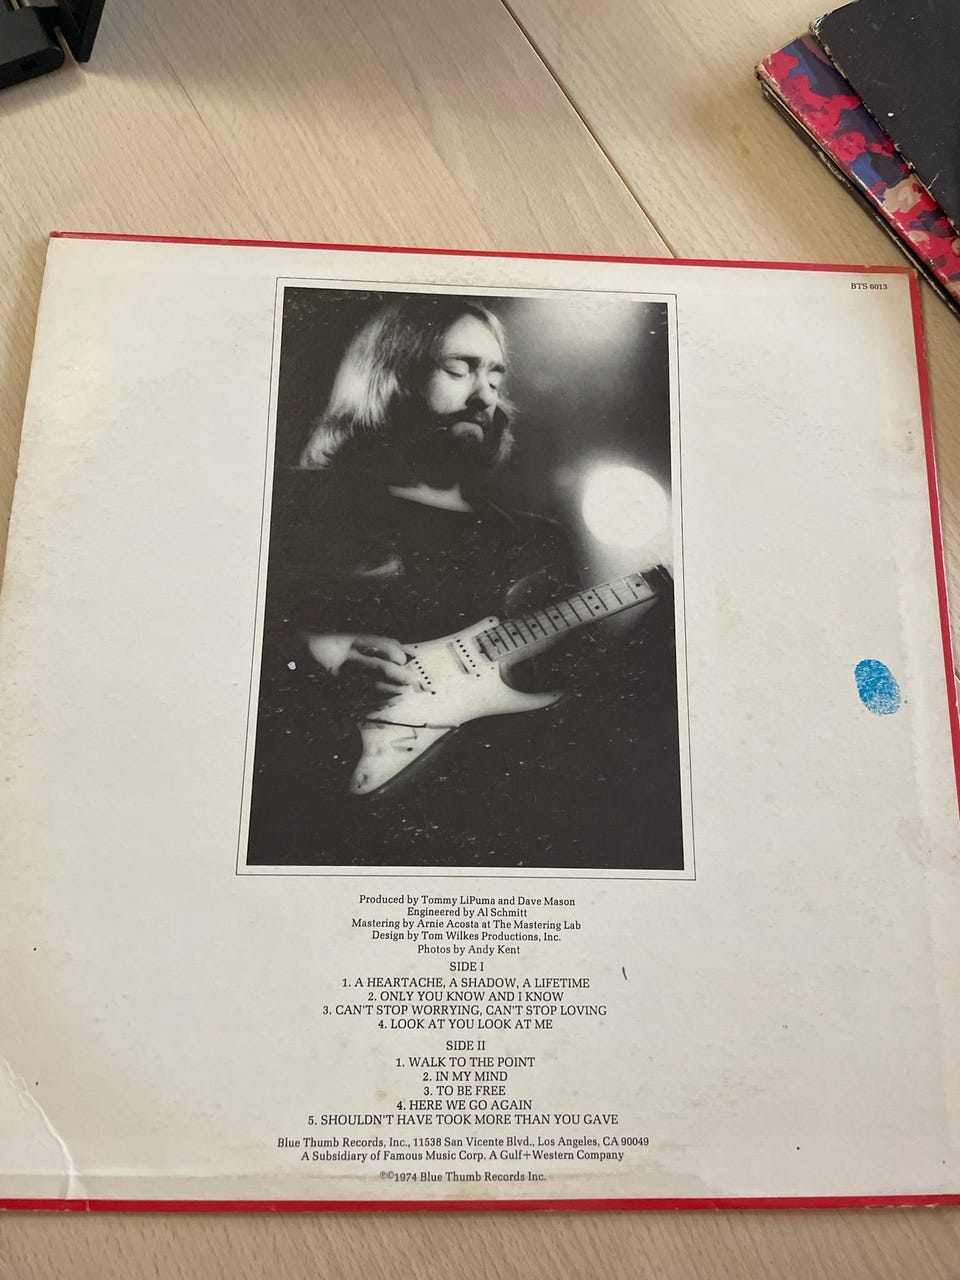 BTS 6013
Produced by Tommy LiPuma and Dave Mason
Engineered by Al Schmitt
Mastering by Arnie Acosta at The Mastering Lab
Design by Tom Wilkes Productions, Inc.
Photos by Andy Kent
SIDE I
1. A HEARTACHE, A SHADOW, A LIFETIME
2. ONLY YOU KNOW AND I KNOW
3. CAN'T STOP WORRYING, CAN'T STOP LOVING
4. LOOK AT YOU LOOK AT ME
SIDE II
1. WALK TO THE POINT
2. IN MY MIND
3. TO BE FREE
4. HERE WE GO AGAIN
5. SHOULDN'T HAVE TOOK MORE THAN YOU GAVE
Blue Thumb Records, Inc., 11538 San Vicente Blvd., Los Angeles, CA 90049
A Subsidiary of Famous Music Corp. A Gulf+Western Company
℗©1974 Blue Thumb Records Inc.